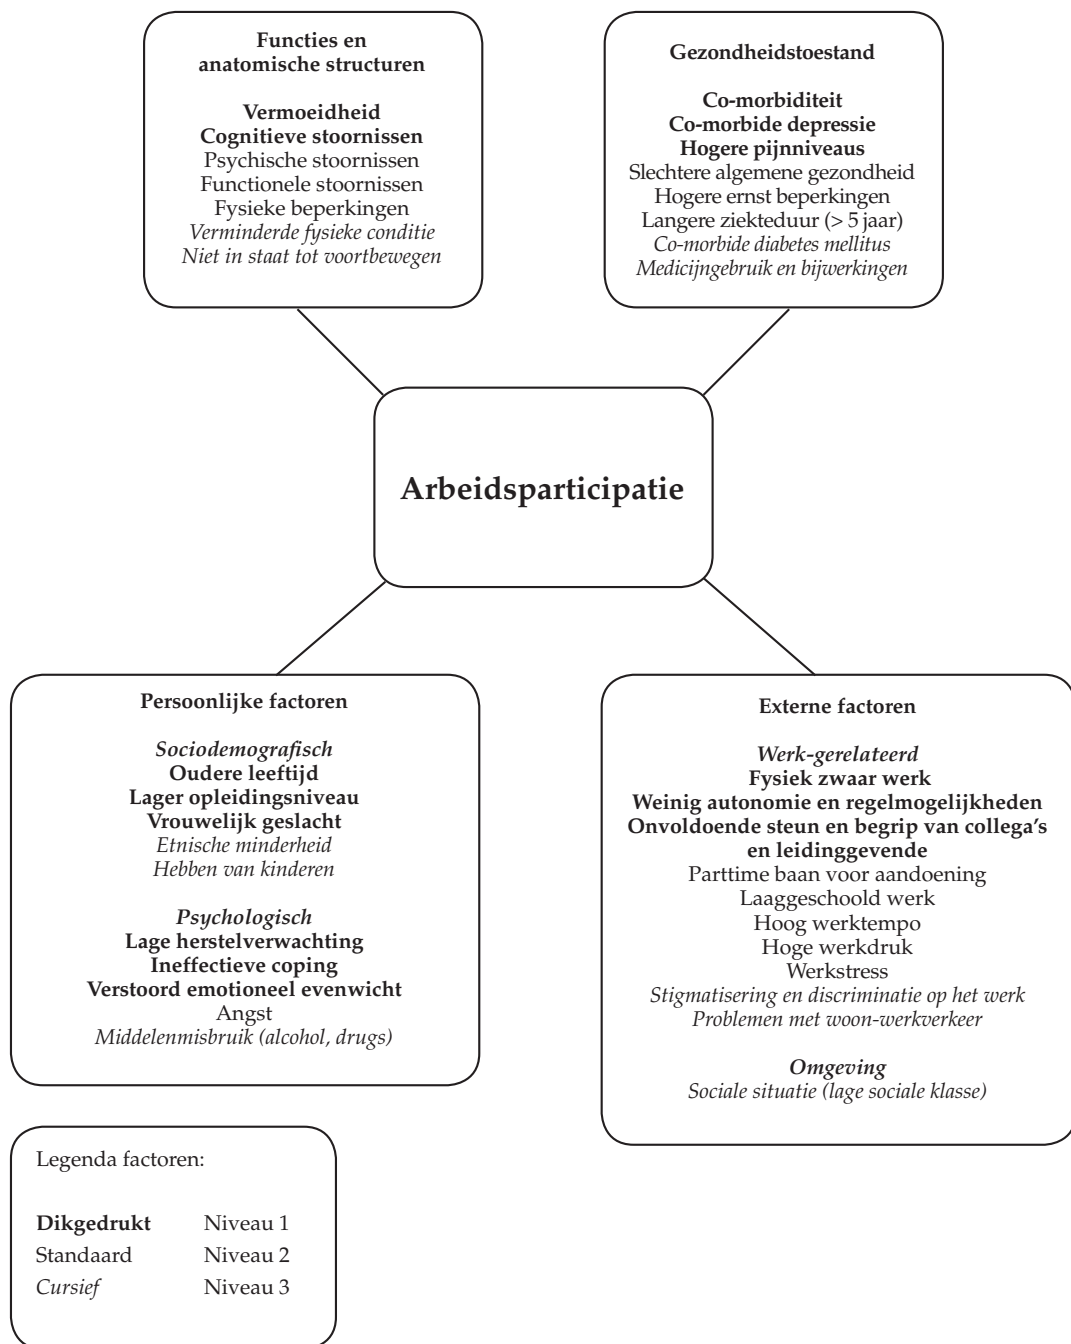 Functies en
anatomische structuren
Vermoeidheid
Cognitieve stoornissen
Psychische stoornissen
Functionele stoornissen
Fysieke beperkingen
Verminderde fysieke conditie
Niet in staat tot voortbewegen
Gezondheidstoestand
Co-morbiditeit
Co-morbide depressie
Hogere pijnniveaus
Slechtere algemene gezondheid
Hogere ernst beperkingen
Langere ziekteduur (> 5 jaar)
Co-morbide diabetes mellitus
Medicijngebruik en bijwerkingen
Arbeidsparticipatie
Persoonlijke factoren
Sociodemografisch
Oudere leeftijd
Lager opleidingsniveau
Vrouwelijk geslacht
Etnische minderheid
Hebben van kinderen
Psychologisch
Lage herstelverwachting
Ineffectieve coping
Verstoord emotioneel evenwicht
Angst
Middelenmisbruik (alcohol, drugs)
Externe factoren
Werk-gerelateerd
Fysiek zwaar werk
Weinig autonomie en regelmogelijkheden
Onvoldoende steun en begrip van collega's
en leidinggevende
Parttime baan voor aandoening
Laaggeschoold werk
Hoog werktempo
Hoge werkdruk
Werkstress
Stigmatisering en discriminatie op het werk
Problemen met woon-werkverkeer
Omgeving
Sociale situatie (lage sociale klasse)
Legenda factoren:
Dikgedrukt Niveau 1
Standaard Niveau 2
Cursief Niveau 3